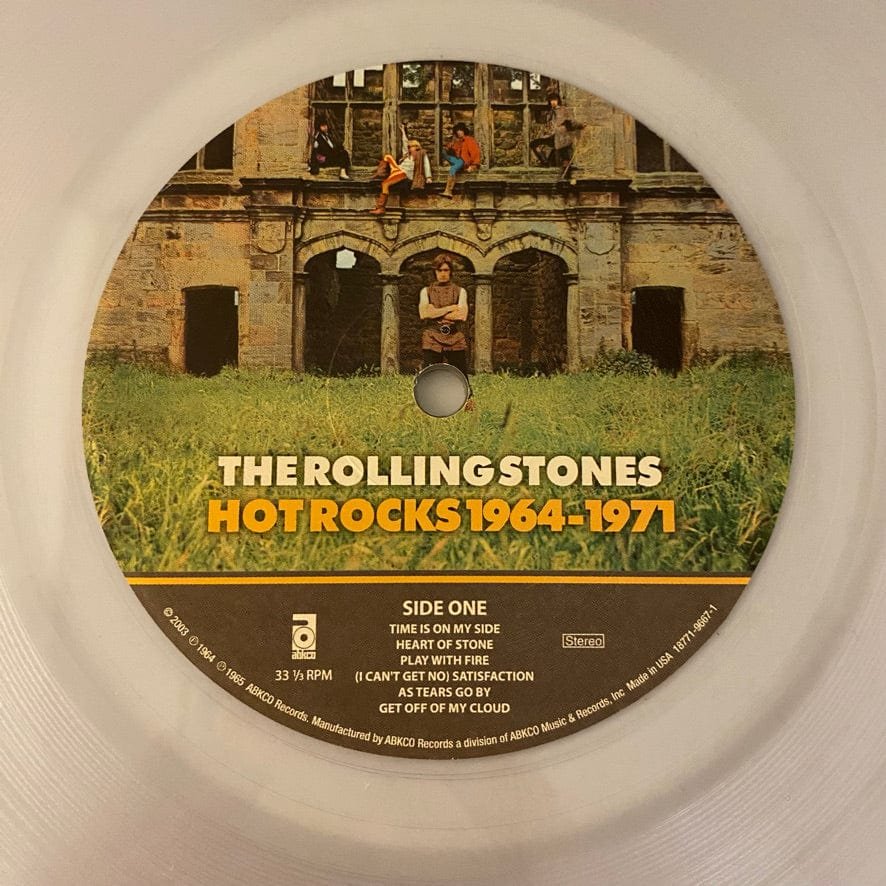 THE ROLLING STONES
HOT ROCKS 1964-1971
SIDE ONE
TIME IS ON MY SIDE
HEART OF STONE
PLAY WITH FIRE
(I CAN'T GET NO) SATISFACTION
AS TEARS GO BY
GET OFF OF MY CLOUD
abkco
33 ⅓ RPM
Stereo
© 2003 ℗ 1964 ℗ 1965 ABKCO Records. Manufactured by ABKCO Records a division of ABKCO Music & Records, Inc Made in USA 18771-9667-1